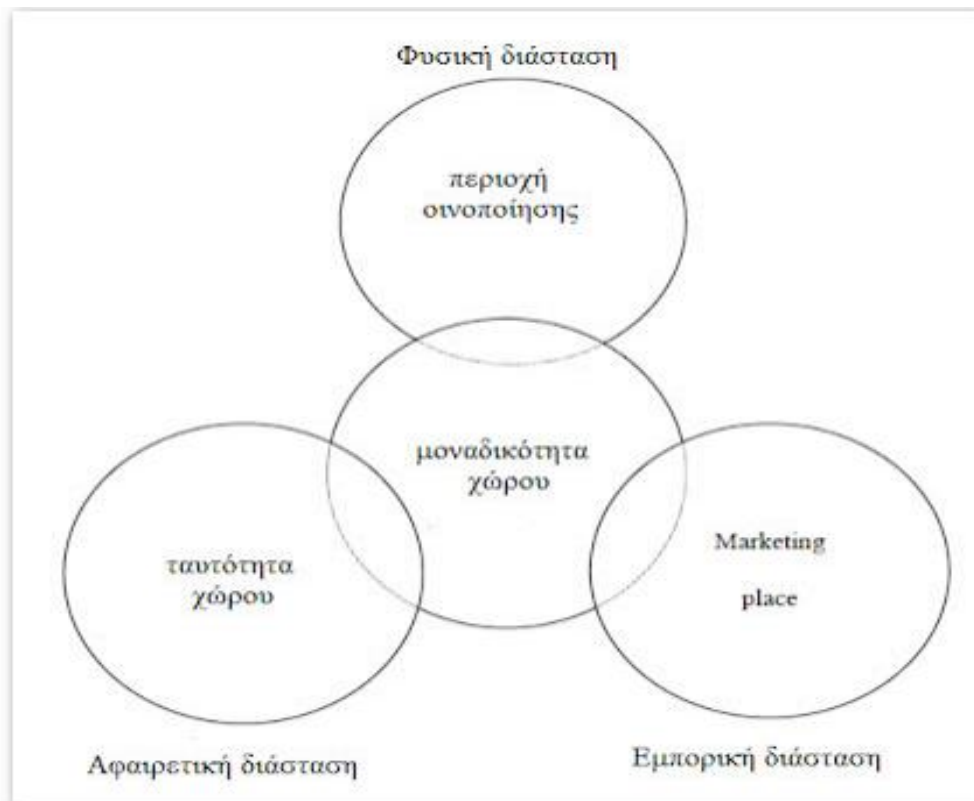 Φυσική διάσταση
περιοχή
οινοποίησης
μοναδικότητα
χώρου
ταυτότητα
χώρου
Marketing
place
Αφαιρετική διάσταση
Εμπορική διάσταση